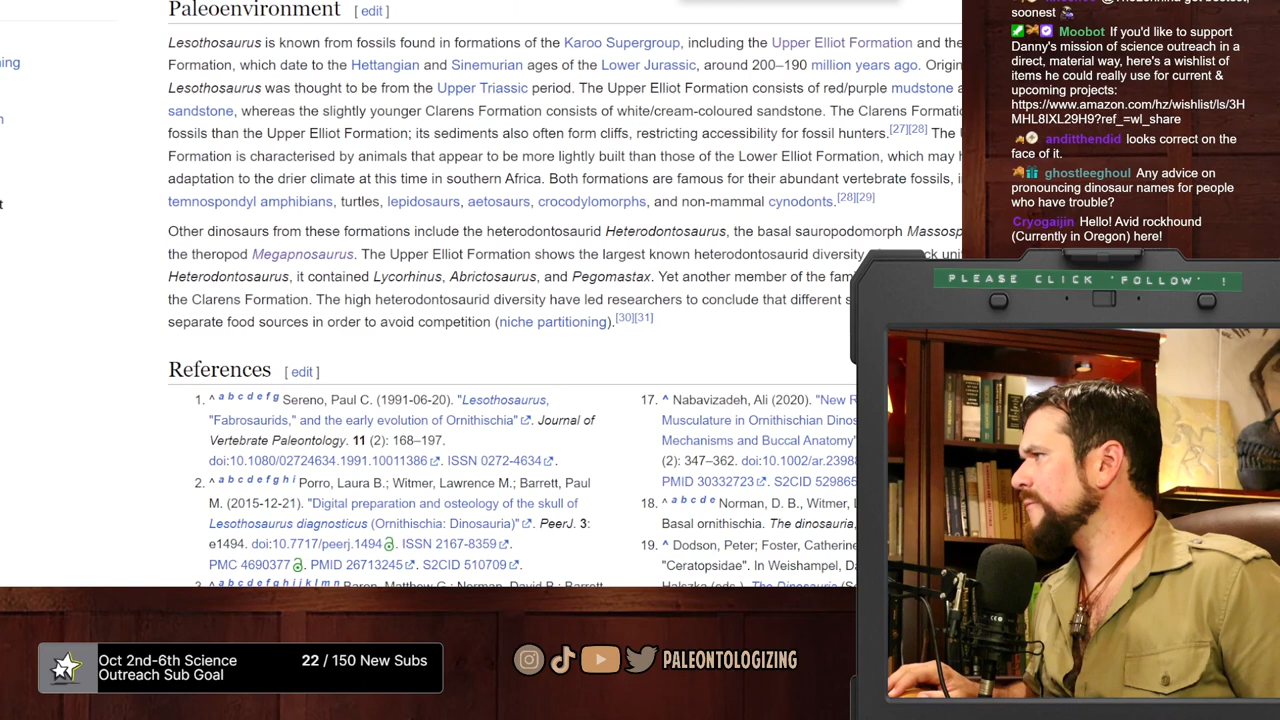 Paleoenvironment [ edit ]
Lesothosaurus is known from fossils found in formations of the Karoo Supergroup, including the Upper Elliot Formation and the
Formation, which date to the Hettangian and Sinemurian ages of the Lower Jurassic, around 200–190 million years ago. Origin
Lesothosaurus was thought to be from the Upper Triassic period. The Upper Elliot Formation consists of red/purple mudstone
sandstone, whereas the slightly younger Clarens Formation consists of white/cream-coloured sandstone. The Clarens Formatio
fossils than the Upper Elliot Formation; its sediments also often form cliffs, restricting accessibility for fossil hunters.[27][28] The
Formation is characterised by animals that appear to be more lightly built than those of the Lower Elliot Formation, which may
adaptation to the drier climate at this time in southern Africa. Both formations are famous for their abundant vertebrate fossils,
temnospondyl amphibians, turtles, lepidosaurs, aetosaurs, crocodylomorphs, and non-mammal cynodonts.[28][29]
Other dinosaurs from these formations include the heterodontosaurid Heterodontosaurus, the basal sauropodomorph Massosp
the theropod Megapnosaurus. The Upper Elliot Formation shows the largest known heterodontosaurid diversity
Heterodontosaurus, it contained Lycorhinus, Abrictosaurus, and Pegomastax. Yet another member of the fam
the Clarens Formation. The high heterodontosaurid diversity have led researchers to conclude that different s
separate food sources in order to avoid competition (niche partitioning).[30][31]
References [ edit ]
1. ^ a b c d e f g Sereno, Paul C. (1991-06-20). "Lesothosaurus,
"Fabrosaurids," and the early evolution of Ornithischia". Journal of
Vertebrate Paleontology. 11 (2): 168–197.
doi:10.1080/02724634.1991.10011386. ISSN 0272-4634.
2. ^ a b c d e f g h i Porro, Laura B.; Witmer, Lawrence M.; Barrett, Paul
M. (2015-12-21). "Digital preparation and osteology of the skull of
Lesothosaurus diagnosticus (Ornithischia: Dinosauria)". PeerJ. 3:
e1494. doi:10.7717/peerj.1494. ISSN 2167-8359.
PMC 4690377. PMID 26713245. S2CID 510709.
17. ^ Nabavizadeh, Ali (2020). "New R
Musculature in Ornithischian Dinos
Mechanisms and Buccal Anatomy"
(2): 347–362. doi:10.1002/ar.2398
PMID 30332723. S2CID 529865
18. ^ a b c d e Norman, D. B., Witmer, L
Basal ornithischia. The dinosauria,
19. ^ Dodson, Peter; Foster, Catherine
"Ceratopsidae". In Weishampel, Da
soonest
Moobot If you'd like to support
Danny's mission of science outreach in a
direct, material way, here's a wishlist of
items he could really use for current &
upcoming projects:
https://www.amazon.com/hz/wishlist/ls/3H
MHL8IXL29H9?ref_=wl_share
anditthendid looks correct on the
face of it.
ghostleeghoul Any advice on
pronouncing dinosaur names for people
who have trouble?
Cryogaijin Hello! Avid rockhound
(Currently in Oregon) here!
PLEASE CLICK 'FOLLOW' !
Oct 2nd-6th Science
Outreach Sub Goal
22 / 150 New Subs
PALEONTOLOGIZING